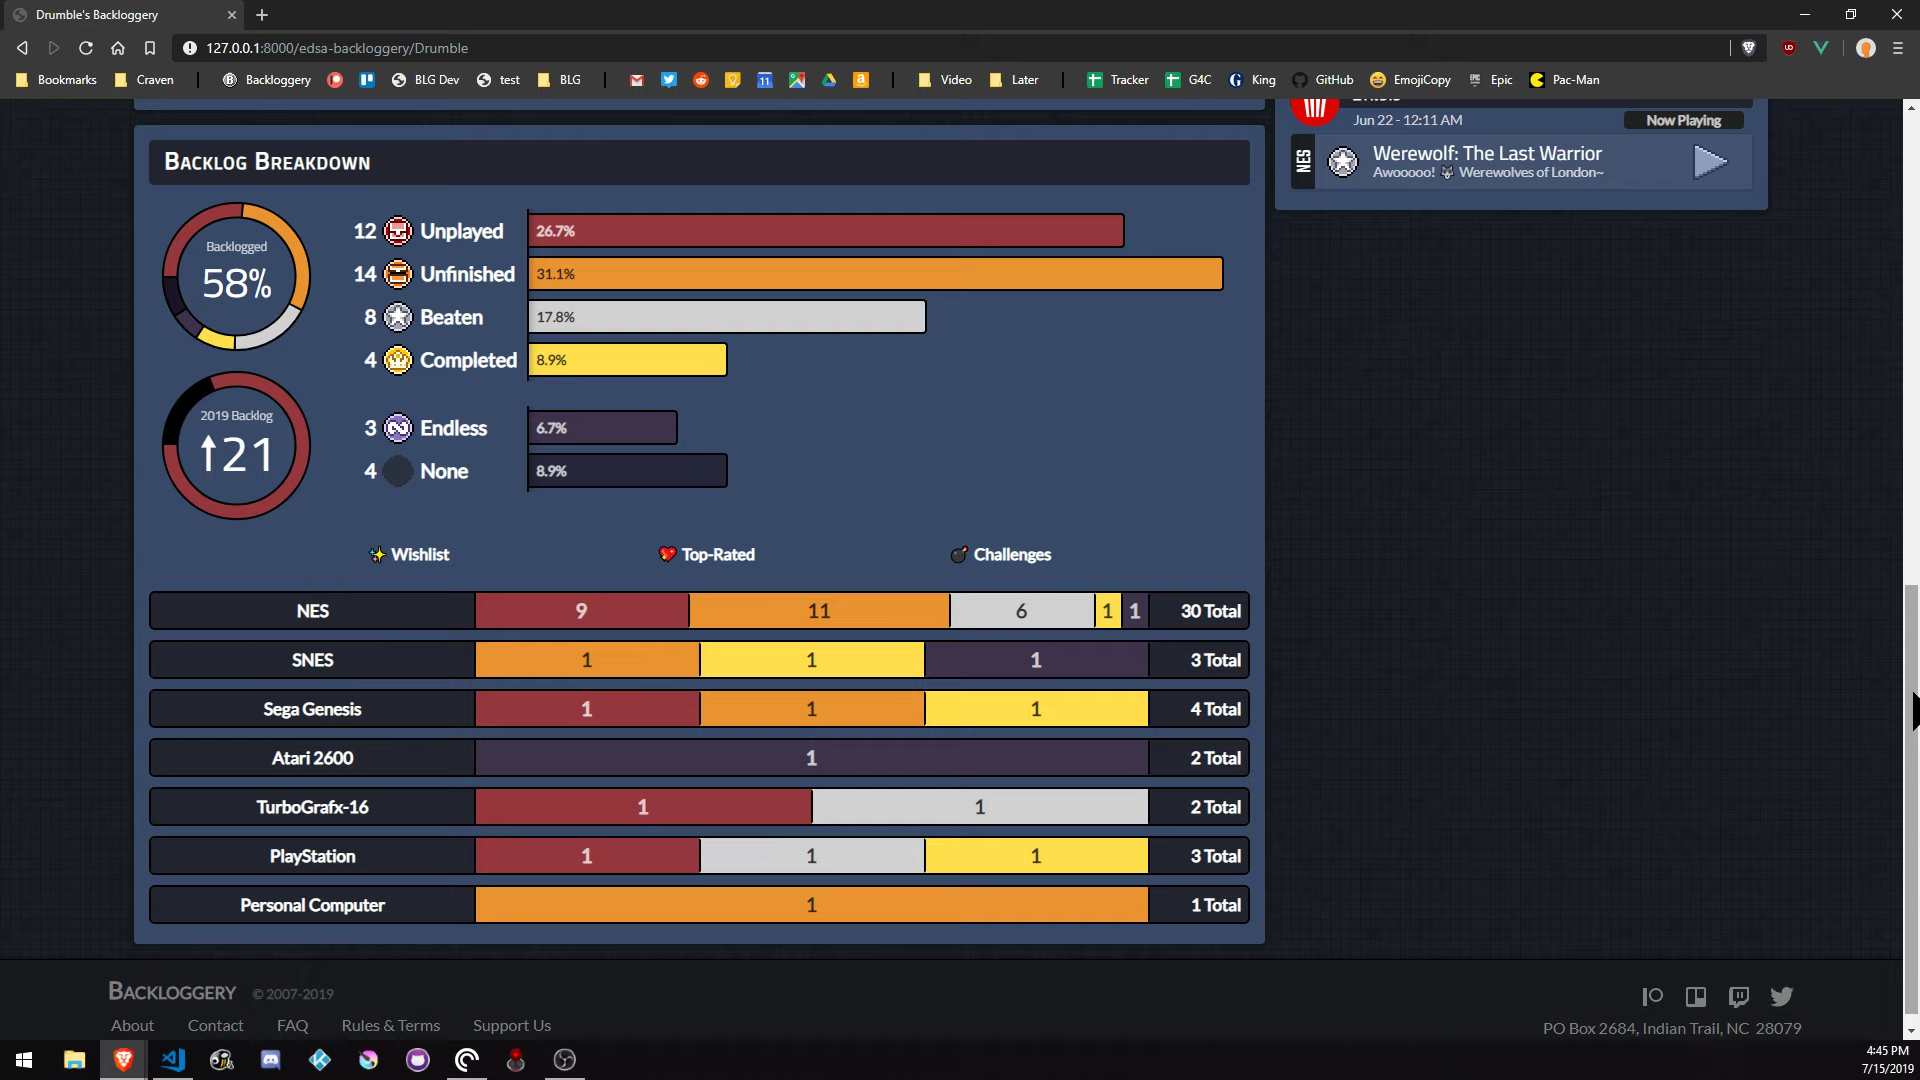 Drumble's Backloggery
127.0.0.1:8000/edsa-backloggery/Drumble
Bookmarks Craven Backloggery BLG Dev test BLG Video Later Tracker G4C King GitHub EmojiCopy Epic Pac-Man
Jun 22 - 12:11 AM Now Playing
NES Werewolf: The Last Warrior
Awooooo! 🐺 Werewolves of London~
Backlog Breakdown
Backlogged
58%
12 Unplayed 26.7%
14 Unfinished 31.1%
8 Beaten 17.8%
4 Completed 8.9%
2019 Backlog
↑21
3 Endless 6.7%
4 None 8.9%
Wishlist Top-Rated Challenges
NES 9 11 6 1 1 30 Total
SNES 1 1 1 3 Total
Sega Genesis 1 1 1 4 Total
Atari 2600 1 2 Total
TurboGrafx-16 1 1 2 Total
PlayStation 1 1 1 3 Total
Personal Computer 1 1 Total
Backloggery © 2007-2019
About Contact FAQ Rules & Terms Support Us
PO Box 2684, Indian Trail, NC 28079
4:45 PM
7/15/2019